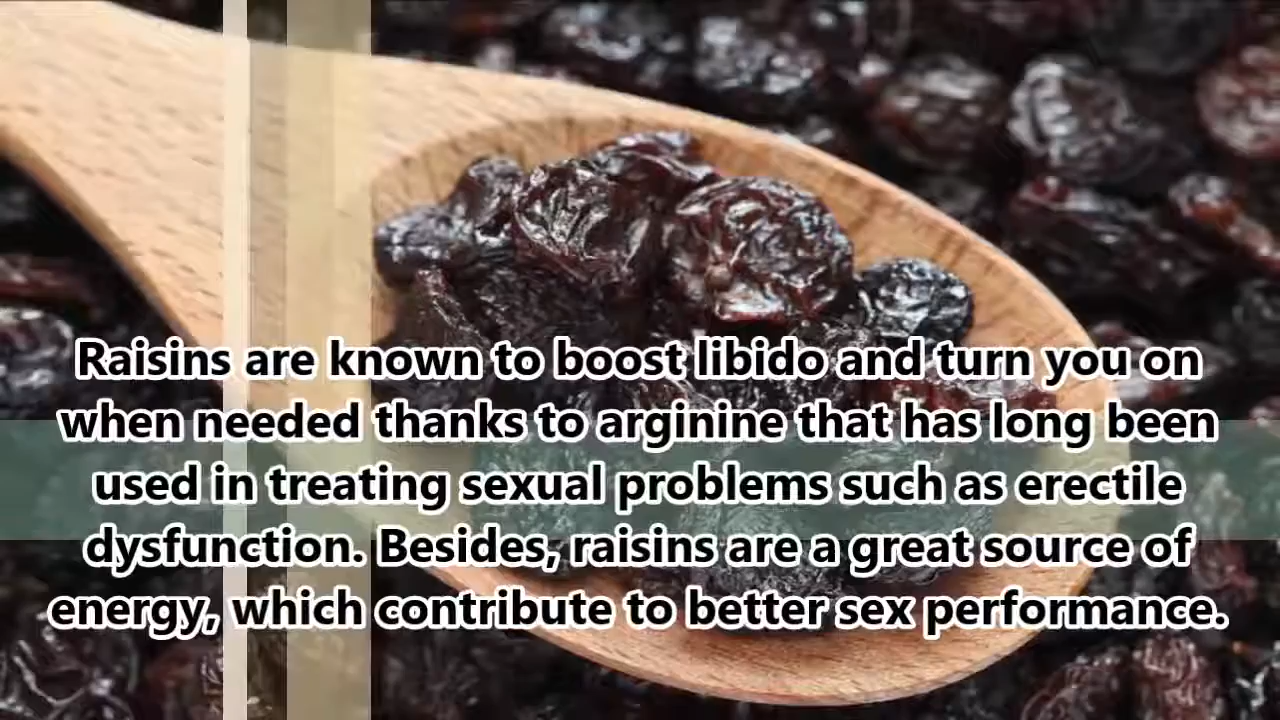 Raisins are known to boost libido and turn you on
when needed thanks to arginine that has long been
used in treating sexual problems such as erectile
dysfunction. Besides, raisins are a great source of
energy, which contribute to better sex performance.